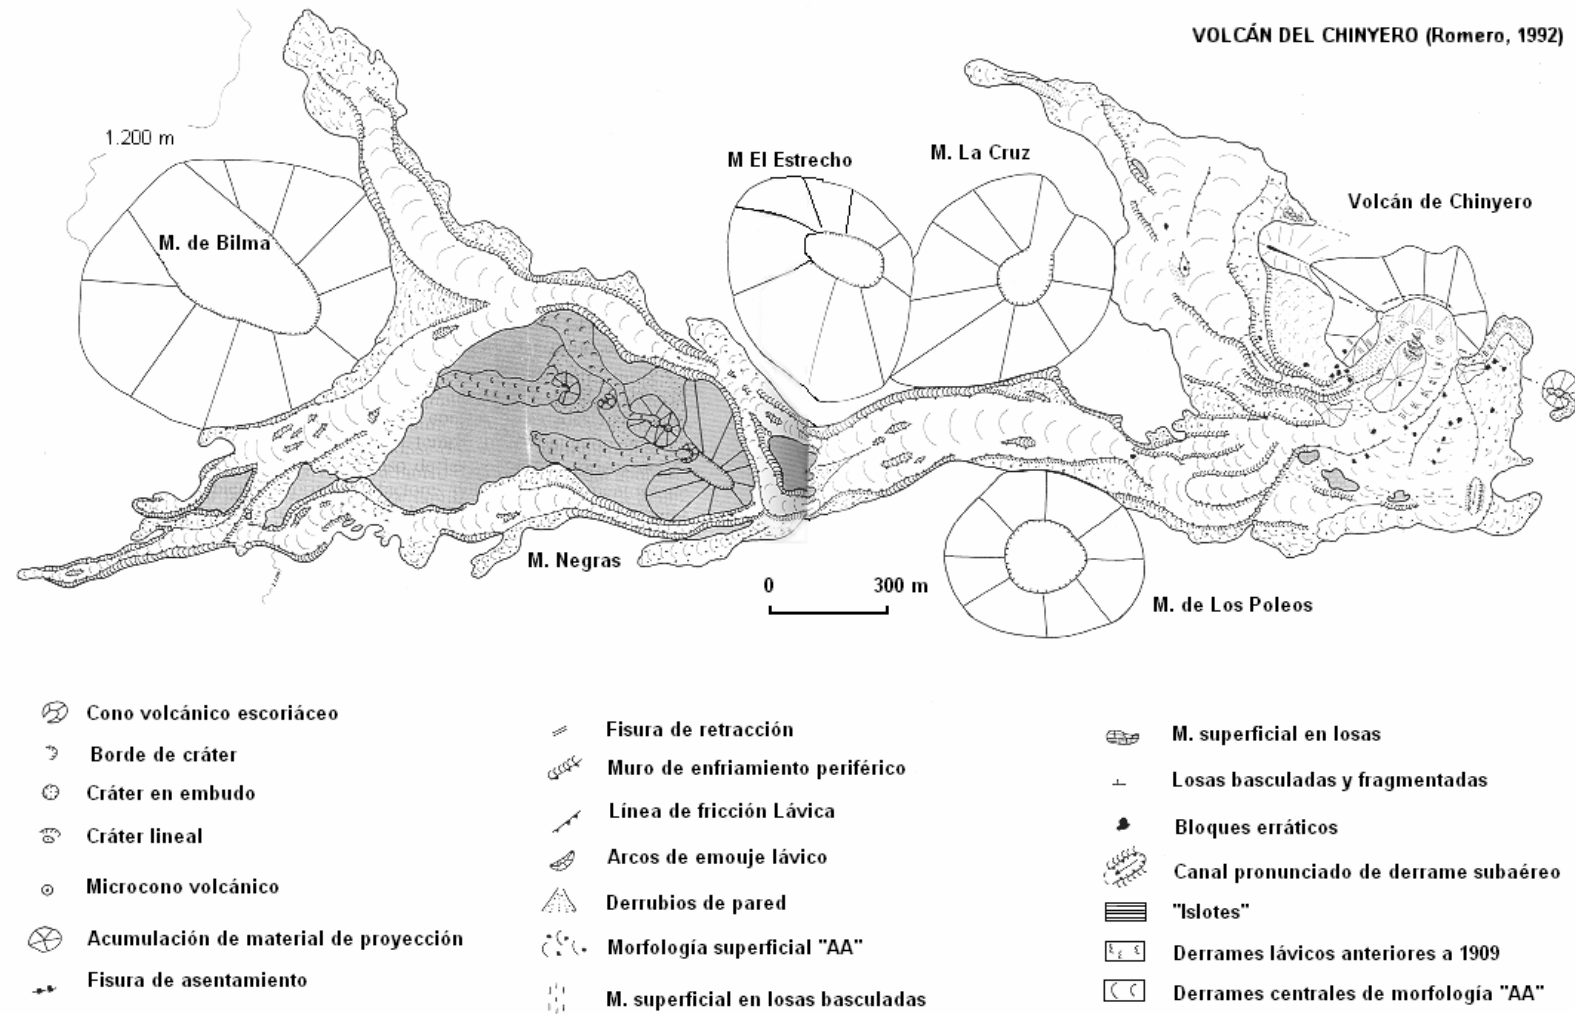 VOLCÁN DEL CHINYERO (Romero, 1992)
1.200 m
M El Estrecho
M. La Cruz
Volcán de Chinyero
M. de Bilma
M. Negras
0 300 m
M. de Los Poleos
Cono volcánico escoriáceo
Borde de cráter
Cráter en embudo
Cráter lineal
Microcono volcánico
Acumulación de material de proyección
Fisura de asentamiento
Fisura de retracción
Muro de enfriamiento periférico
Línea de fricción Lávica
Arcos de emouje lávico
Derrubios de pared
Morfología superficial "AA"
M. superficial en losas basculadas
M. superficial en losas
Losas basculadas y fragmentadas
Bloques erráticos
Canal pronunciado de derrame subaéreo
"Islotes"
Derrames lávicos anteriores a 1909
Derrames centrales de morfología "AA"